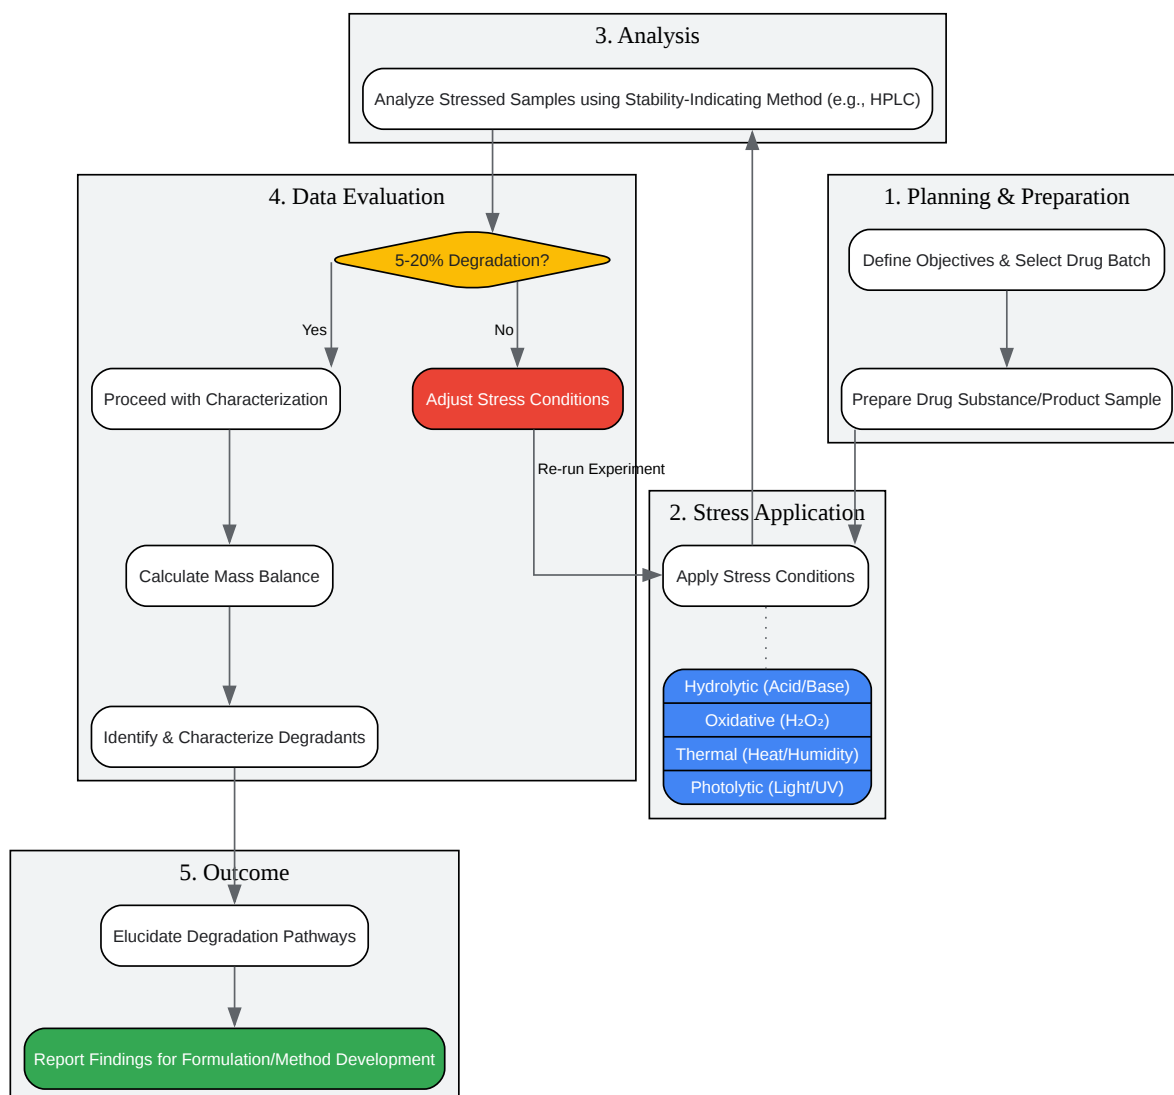 3. Analysis
Analyze Stressed Samples using Stability-Indicating Method (e.g., HPLC)
4. Data Evaluation
5-20% Degradation?
Yes
No
Proceed with Characterization
Adjust Stress Conditions
Re-run Experiment
Calculate Mass Balance
Identify & Characterize Degradants
1. Planning & Preparation
Define Objectives & Select Drug Batch
Prepare Drug Substance/Product Sample
2. Stress Application
Apply Stress Conditions
Hydrolytic (Acid/Base)
Oxidative (H₂O₂)
Thermal (Heat/Humidity)
Photolytic (Light/UV)
5. Outcome
Elucidate Degradation Pathways
Report Findings for Formulation/Method Development